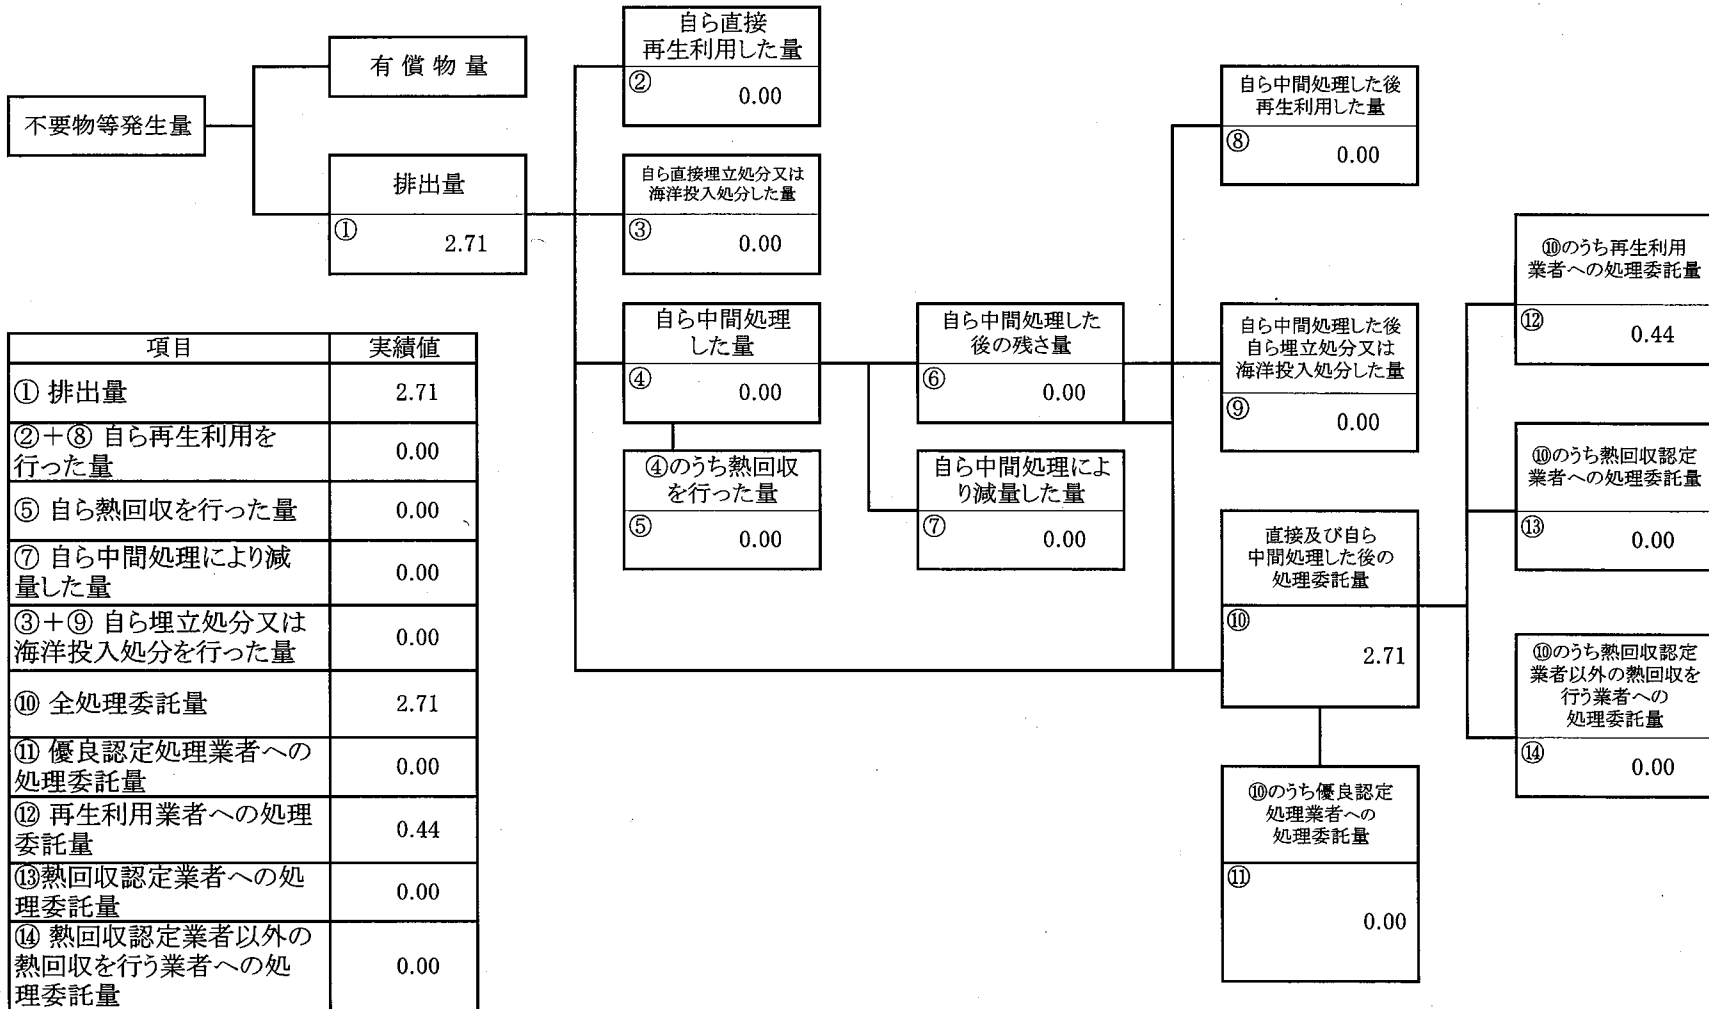 不要物等発生量
有償物量
排出量
① 2.71
自ら直接
再生利用した量
② 0.00
自ら直接埋立処分又は
海洋投入処分した量
③ 0.00
自ら中間処理
した量
④ 0.00
④のうち熱回収
を行った量
⑤ 0.00
自ら中間処理した
後の残さ量
⑥ 0.00
自ら中間処理によ
り減量した量
⑦ 0.00
自ら中間処理した後
再生利用した量
⑧ 0.00
自ら中間処理した後
自ら埋立処分又は
海洋投入処分した量
⑨ 0.00
直接及び自ら
中間処理した後の
処理委託量
⑩ 2.71
⑩のうち優良認定
処理業者への
処理委託量
⑪ 0.00
⑩のうち再生利用
業者への処理委託量
⑫ 0.44
⑩のうち熱回収認定
業者への処理委託量
⑬ 0.00
⑩のうち熱回収認定
業者以外の熱回収を
行う業者への
処理委託量
⑭ 0.00
項目 実績値
① 排出量 2.71
②+⑧ 自ら再生利用を
行った量 0.00
⑤ 自ら熱回収を行った量 0.00
⑦ 自ら中間処理により減
量した量 0.00
③+⑨ 自ら埋立処分又は
海洋投入処分を行った量 0.00
⑩ 全処理委託量 2.71
⑪ 優良認定処理業者への
処理委託量 0.00
⑫ 再生利用業者への処理
委託量 0.44
⑬熱回収認定業者への処
理委託量 0.00
⑭ 熱回収認定業者以外の
熱回収を行う業者への処
理委託量 0.00